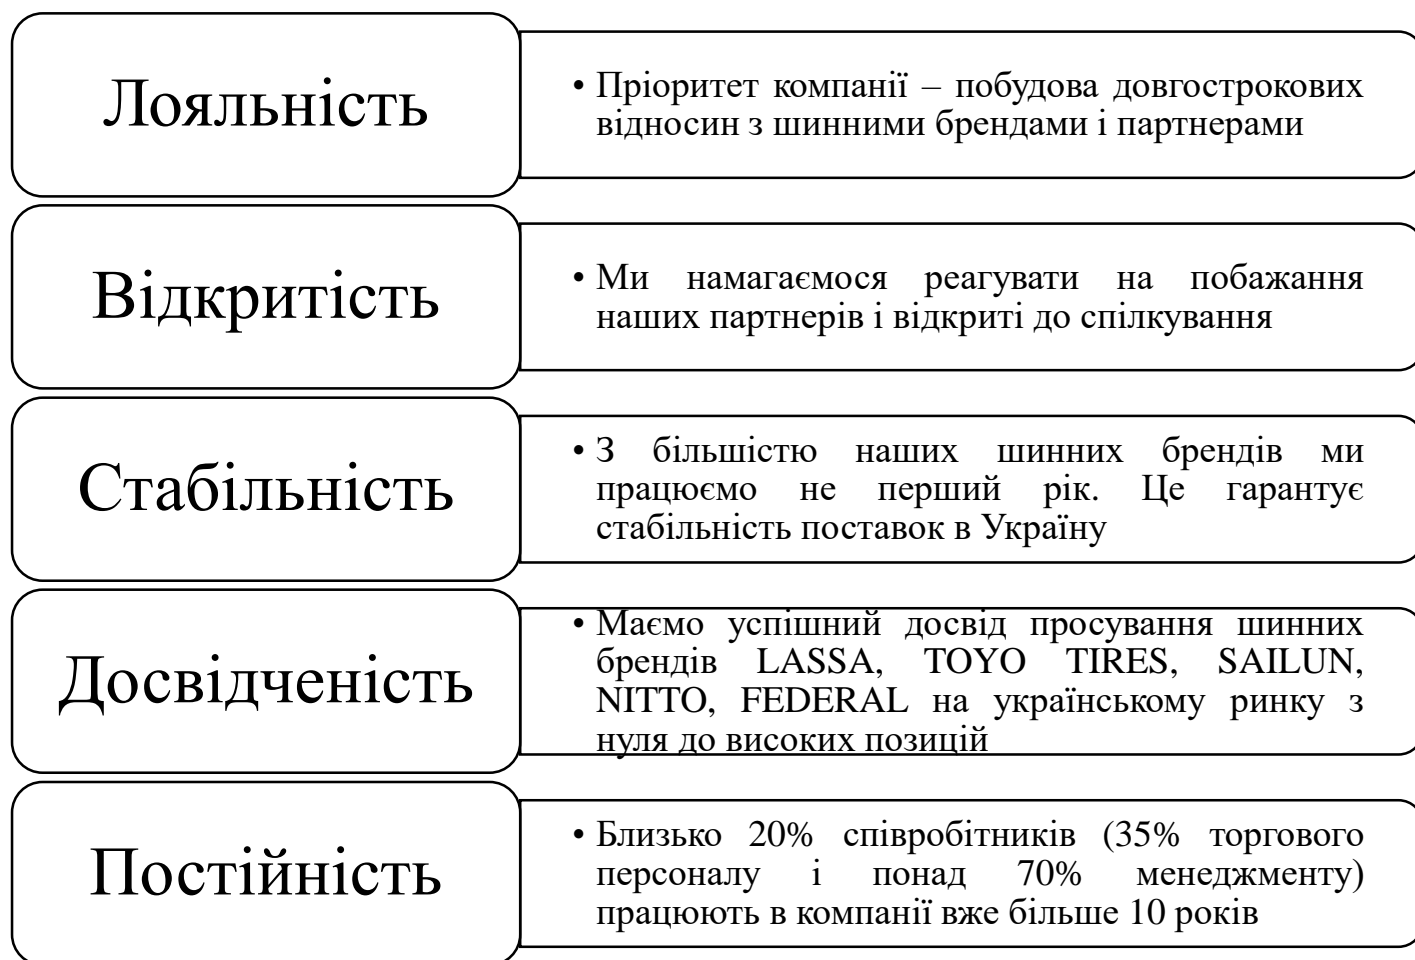 Лояльність
• Пріоритет компанії – побудова довгострокових
відносин з шинними брендами і партнерами
Відкритість
• Ми намагаємося реагувати на побажання
наших партнерів і відкриті до спілкування
Стабільність
• З більшістю наших шинних брендів ми
працюємо не перший рік. Це гарантує
стабільність поставок в Україну
Досвідченість
• Маємо успішний досвід просування шинних
брендів LASSA, TOYO TIRES, SAILUN,
NITTO, FEDERAL на українському ринку з
нуля до високих позицій
Постійність
• Близько 20% співробітників (35% торгового
персоналу і понад 70% менеджменту)
працюють в компанії вже більше 10 років